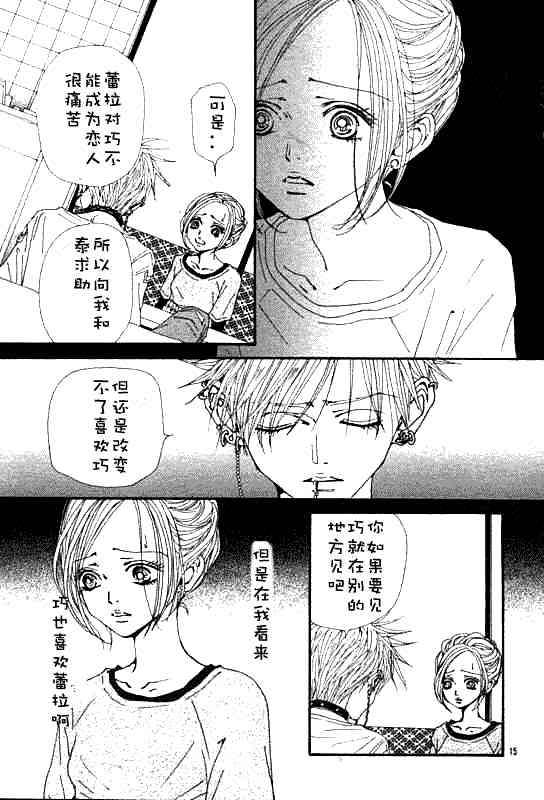 可是··
蕾拉对巧不
能成为恋人
很痛苦
所以向我和
泰求助
但还是改变
不了喜欢巧
你如果要见
巧就在别的
地方见吧
但是在我看来
巧也喜欢蕾拉啊
15